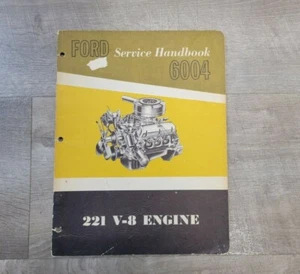 FORD Service Handbook
6004
221 V-8 ENGINE